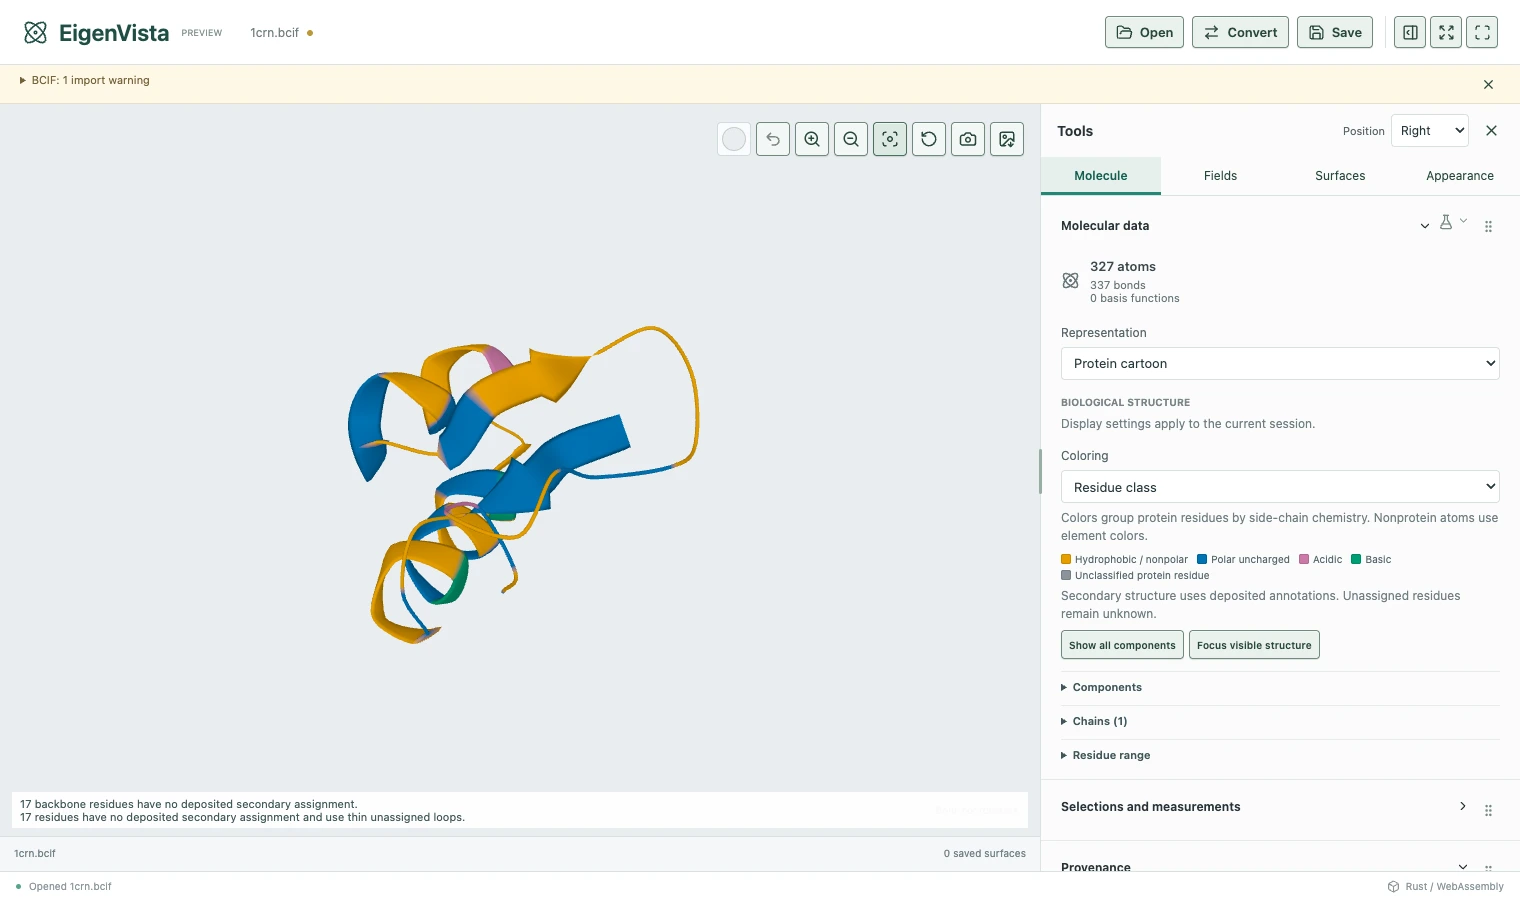 EigenVista PREVIEW 1crn.bcif
Open Convert Save
BCIF: 1 import warning
Tools
Position Right
Molecule Fields Surfaces Appearance
Molecular data
327 atoms
337 bonds
0 basis functions
Representation
Protein cartoon
BIOLOGICAL STRUCTURE
Display settings apply to the current session.
Coloring
Residue class
Colors group protein residues by side-chain chemistry. Nonprotein atoms use
element colors.
Hydrophobic / nonpolar Polar uncharged Acidic Basic
Unclassified protein residue
Secondary structure uses deposited annotations. Unassigned residues
remain unknown.
Show all components Focus visible structure
Components
Chains (1)
Residue range
Selections and measurements
Provenance
17 backbone residues have no deposited secondary assignment.
17 residues have no deposited secondary assignment and use thin unassigned loops.
1crn.bcif 0 saved surfaces
Opened 1crn.bcif Rust / WebAssembly